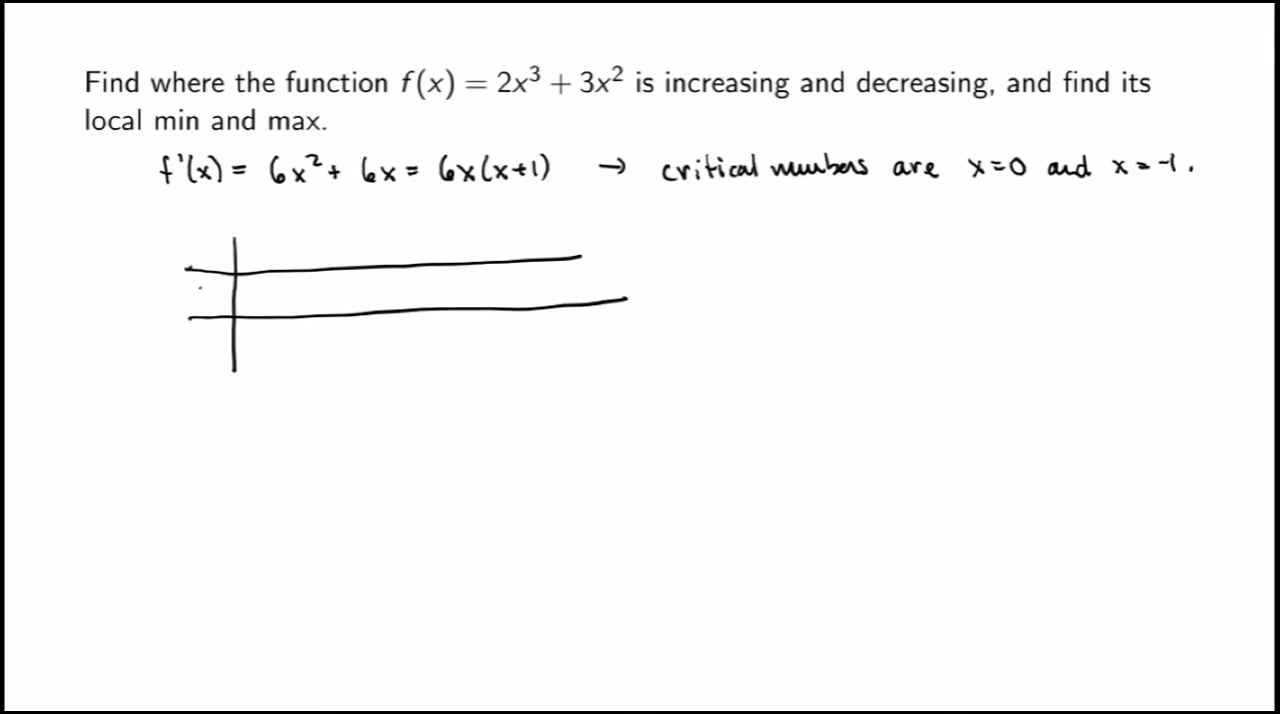 Find where the function f(x) = 2x³ + 3x² is increasing and decreasing, and find its
local min and max.
f'(x) = 6x² + 6x = 6x(x+1) → critical numbers are x=0 and x=-1.